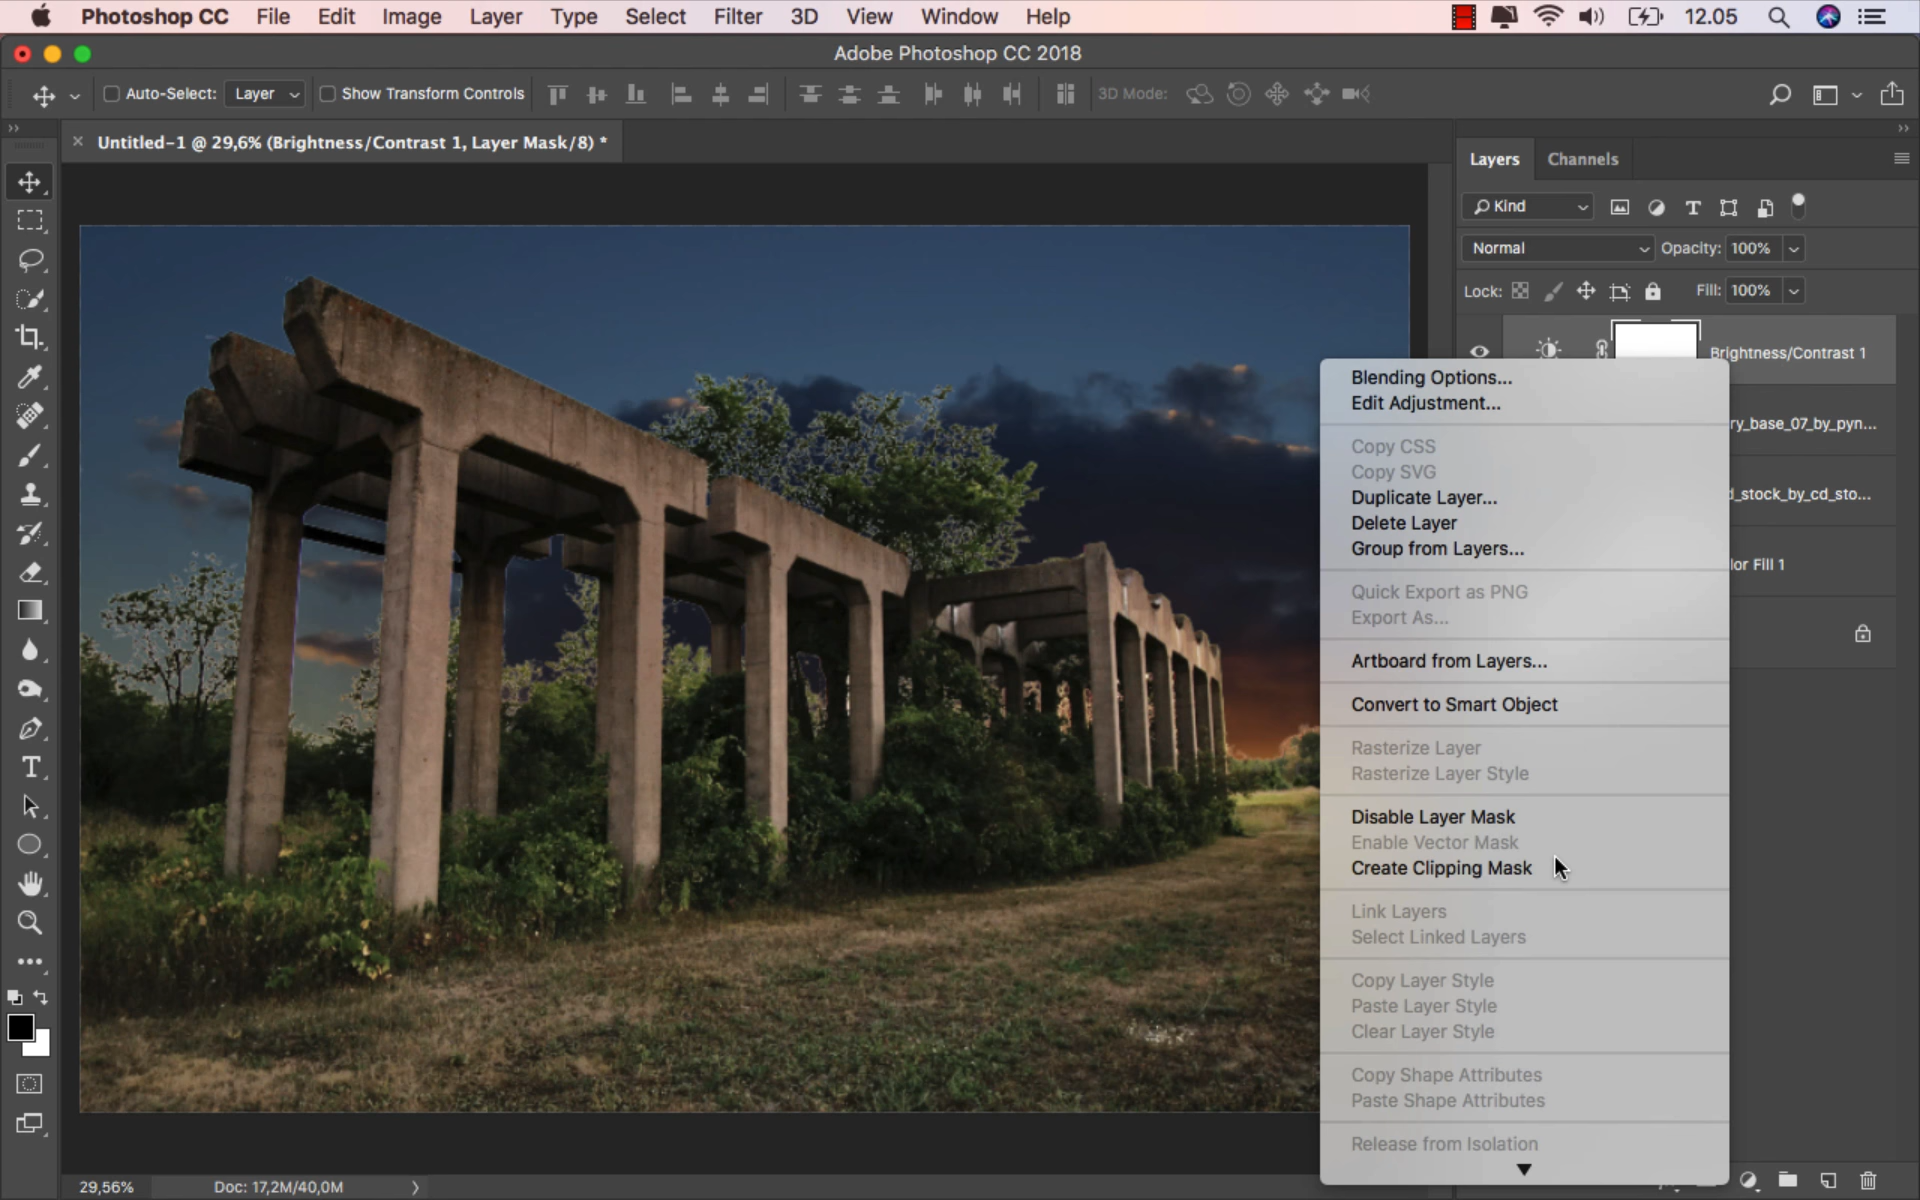 Photoshop CC File Edit Image Layer Type Select Filter 3D View Window Help 12.05
Adobe Photoshop CC 2018
Auto-Select: Layer Show Transform Controls 3D Mode:
Untitled-1 @ 29,6% (Brightness/Contrast 1, Layer Mask/8) *
Layers Channels
Kind
Normal Opacity: 100%
Lock: Fill: 100%
Brightness/Contrast 1
ry_base_07_by_pyn...
d_stock_by_cd_sto...
lor Fill 1
Blending Options...
Edit Adjustment...
Copy CSS
Copy SVG
Duplicate Layer...
Delete Layer
Group from Layers...
Quick Export as PNG
Export As...
Artboard from Layers...
Convert to Smart Object
Rasterize Layer
Rasterize Layer Style
Disable Layer Mask
Enable Vector Mask
Create Clipping Mask
Link Layers
Select Linked Layers
Copy Layer Style
Paste Layer Style
Clear Layer Style
Copy Shape Attributes
Paste Shape Attributes
Release from Isolation
29,56% Doc: 17,2M/40,0M